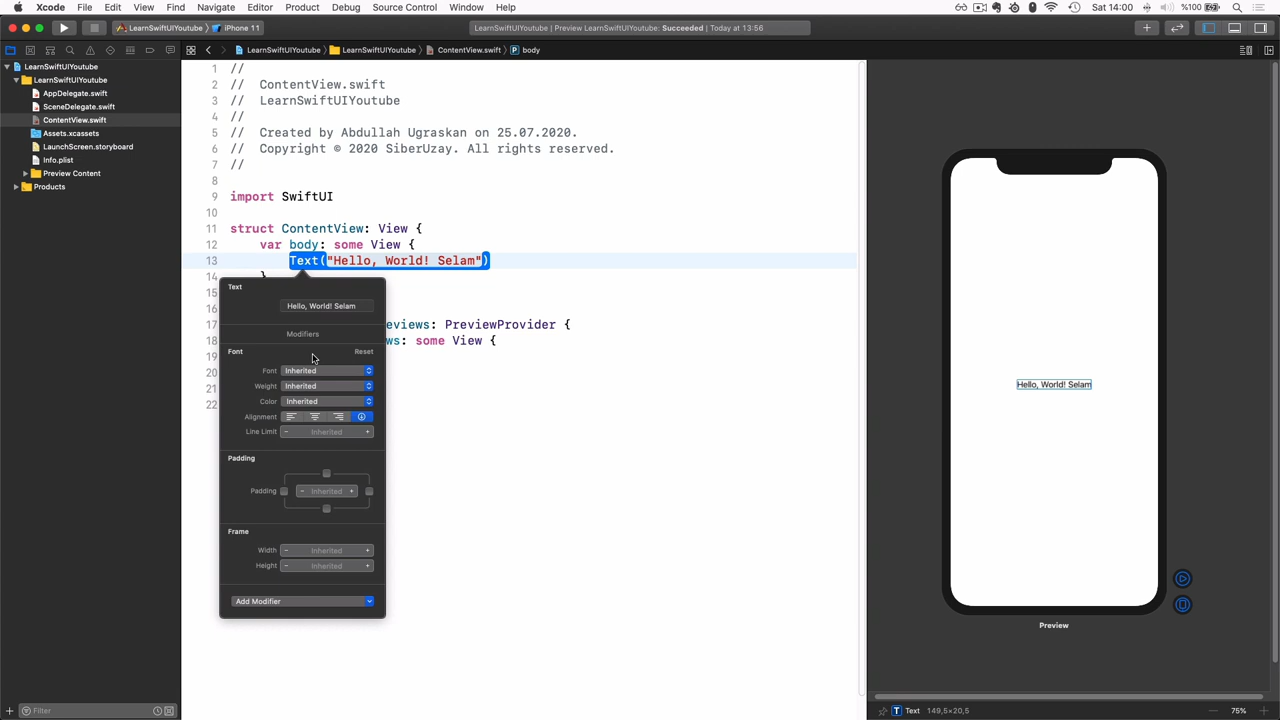 Xcode File Edit View Find Navigate Editor Product Debug Source Control Window Help Sat 14:00 %100
LearnSwiftUIYoutube iPhone 11 LearnSwiftUIYoutube | Preview LearnSwiftUIYoutube: Succeeded | Today at 13:56
LearnSwiftUIYoutube LearnSwiftUIYoutube ContentView.swift P body
LearnSwiftUIYoutube
LearnSwiftUIYoutube
AppDelegate.swift
SceneDelegate.swift
ContentView.swift
Assets.xcassets
LaunchScreen.storyboard
Info.plist
Preview Content
Products
Filter
1 //
2 // ContentView.swift
3 // LearnSwiftUIYoutube
4 //
5 // Created by Abdullah Ugraskan on 25.07.2020.
6 // Copyright © 2020 SiberUzay. All rights reserved.
7 //
8
9 import SwiftUI
10
11 struct ContentView: View {
12 var body: some View {
13 Text("Hello, World! Selam")
14 }
15
16
17 eviews: PreviewProvider {
18 ws: some View {
19
20
21
22
Text
Hello, World! Selam
Modifiers
Font Reset
Font Inherited
Weight Inherited
Color Inherited
Alignment
Line Limit - Inherited +
Padding
Padding - Inherited +
Frame
Width - Inherited +
Height - Inherited +
Add Modifier
Hello, World! Selam
Preview
T Text 149,5×20,5 75%